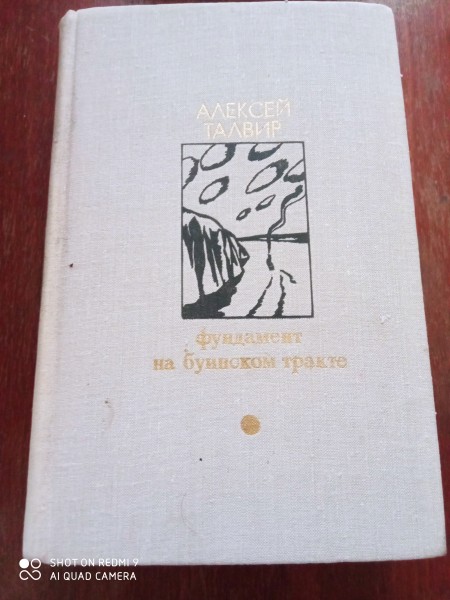 АЛЕКСЕЙ
ТАЛВИР
фундамент
на буинском тракте
SHOT ON REDMI 9
AI QUAD CAMERA